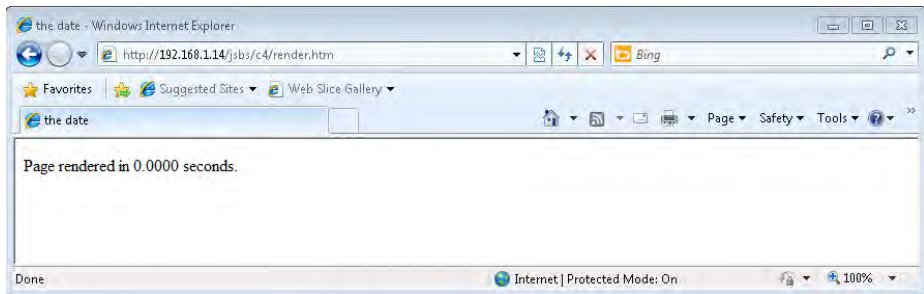 the date - Windows Internet Explorer
http://192.168.1.14/jsbs/c4/render.htm
Bing
Favorites Suggested Sites Web Slice Gallery
the date Page Safety Tools
Page rendered in 0.0000 seconds.
Done Internet | Protected Mode: On 100%